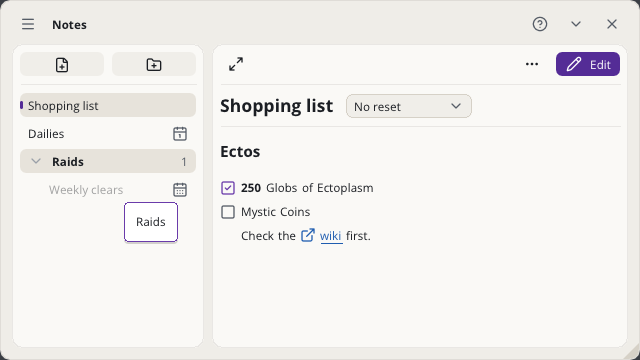 Notes
Edit
Shopping list
Dailies
Raids 1
Weekly clears
Raids
Shopping list No reset
Ectos
250 Globs of Ectoplasm
Mystic Coins
Check the wiki first.